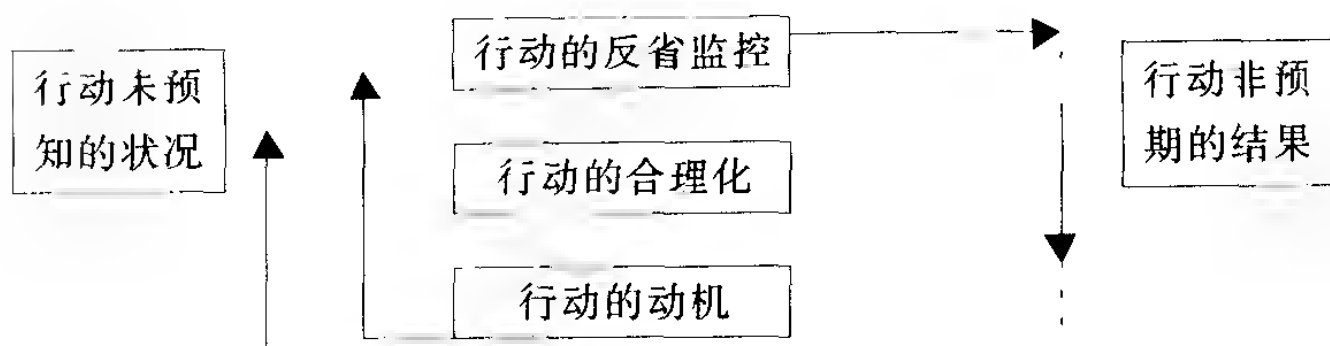 行动未预
知的状况
行动的反省监控
行动的合理化
行动的动机
行动非预
期的结果